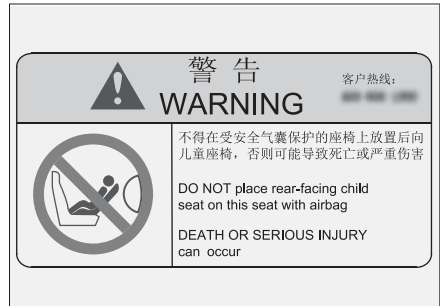 警 告
WARNING
客户热线:
不得在受安全气囊保护的座椅上放置后向
儿童座椅，否则可能导致死亡或严重伤害
DO NOT place rear-facing child
seat on this seat with airbag
DEATH OR SERIOUS INJURY
can occur